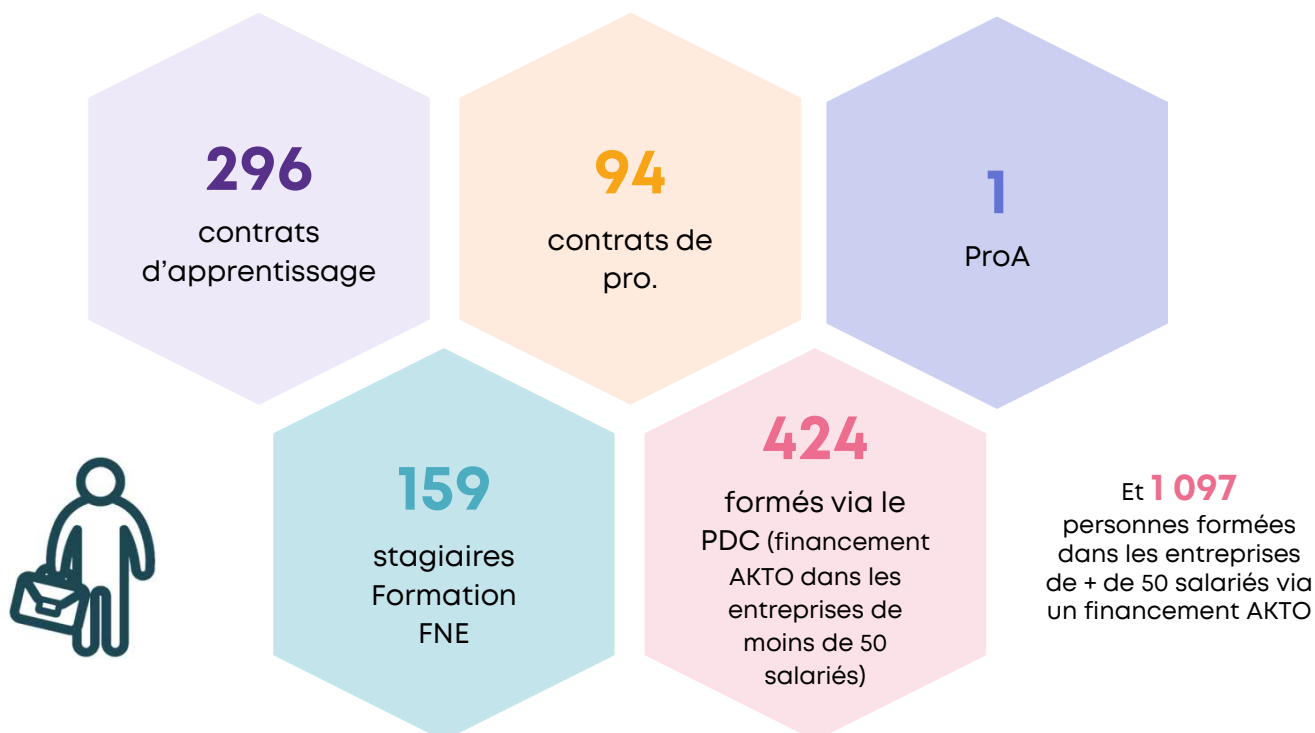 296
contrats
d'apprentissage
94
contrats de
pro.
1
ProA
159
stagiaires
Formation
FNE
424
formés via le
PDC (financement
AKTO dans les
entreprises de
moins de 50
salariés)
Et 1 097
personnes formées
dans les entreprises
de + de 50 salariés via
un financement AKTO